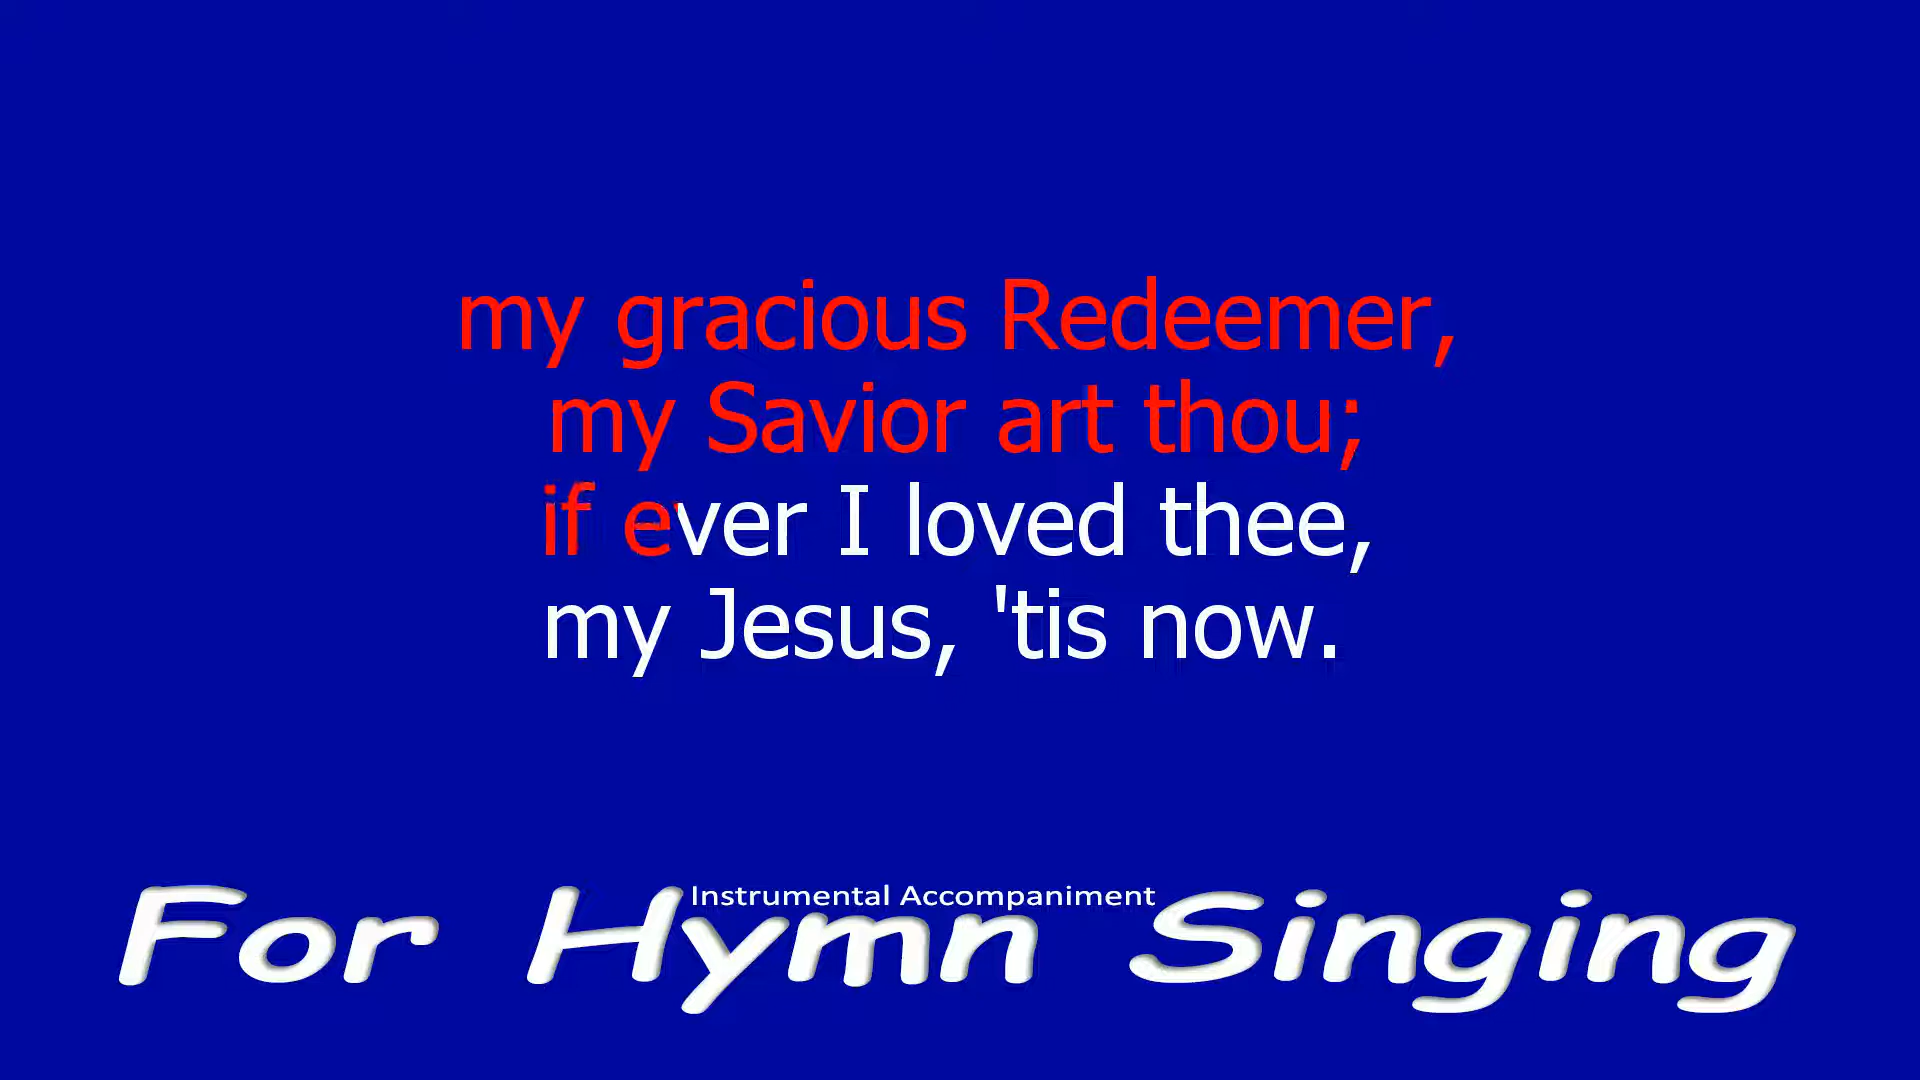 my gracious Redeemer,
my Savior art thou;
if ever I loved thee,
my Jesus, 'tis now.
Instrumental Accompaniment
For Hymn Singing